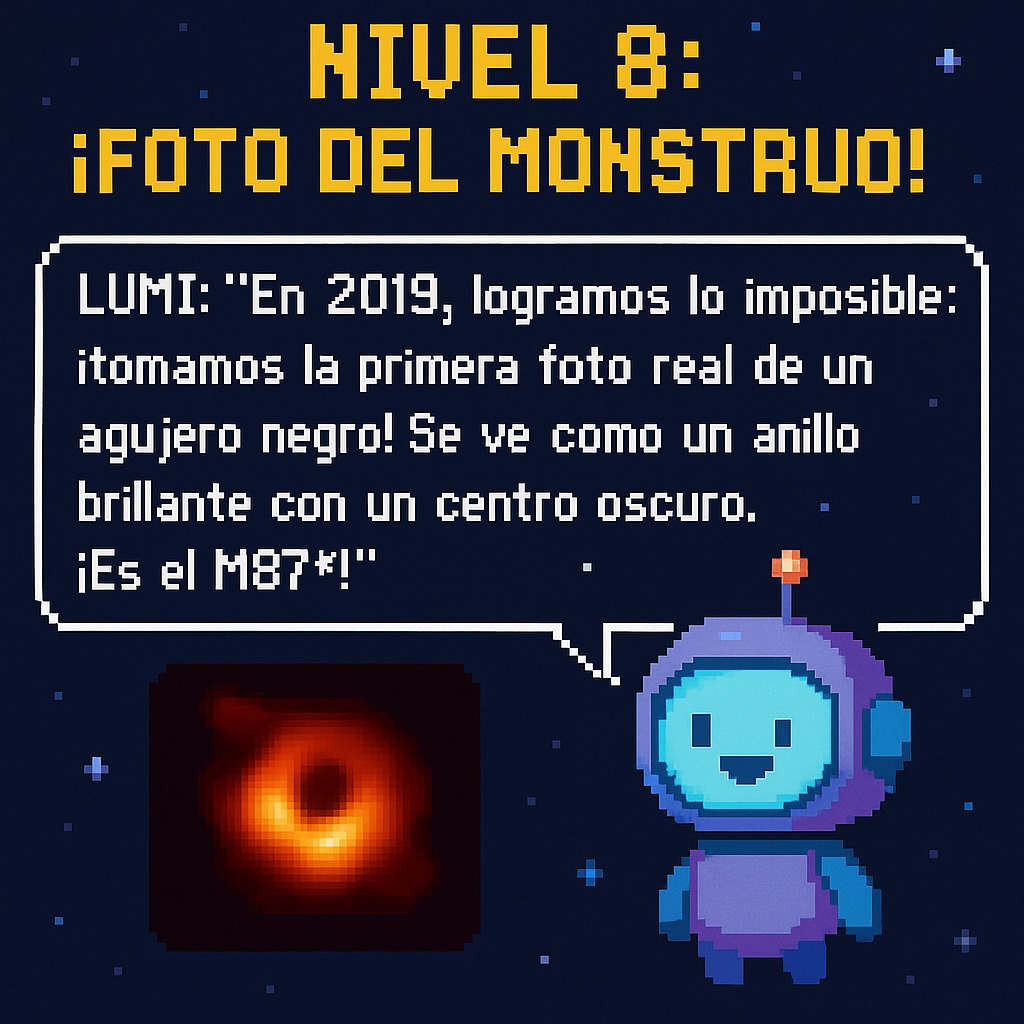 NIVEL 8:
¡FOTO DEL MONSTRUO!
LUMI: "En 2019, logramos lo imposible:
¡tomamos la primera foto real de un
agujero negro! Se ve como un anillo
brillante con un centro oscuro.
¡Es el M87*!"